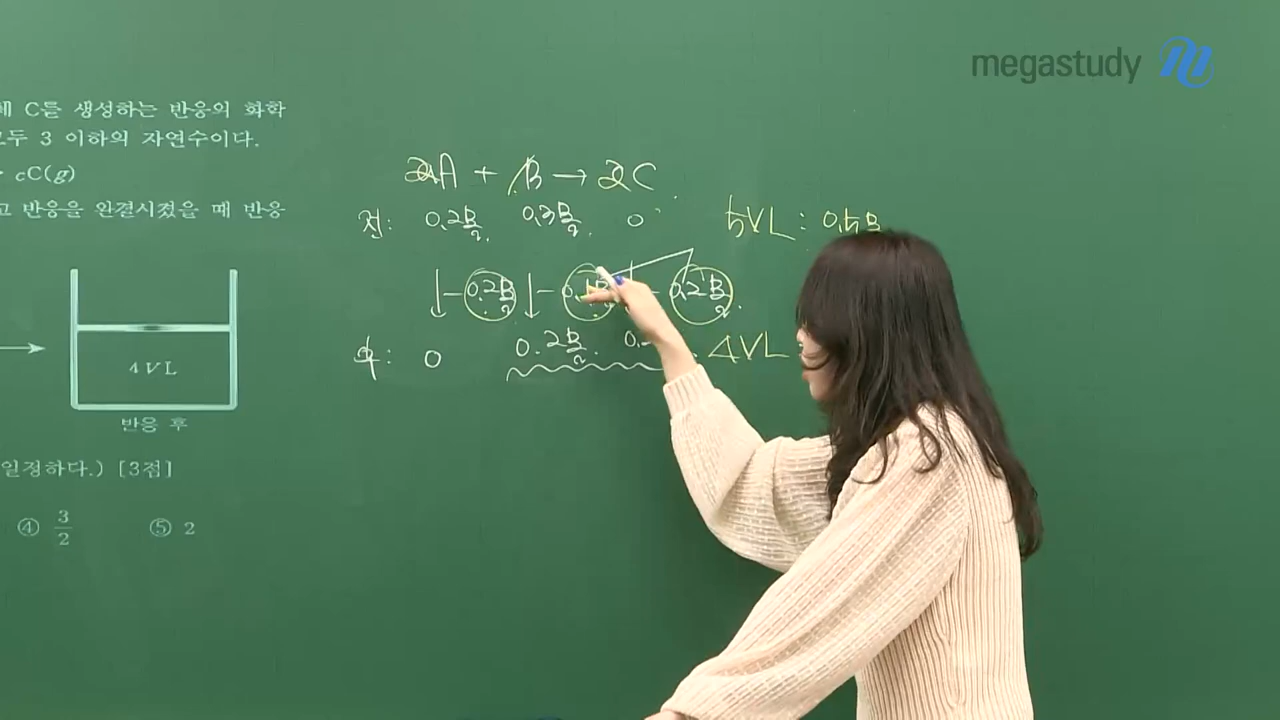 megastudy
체 C를 생성하는 반응의 화학
모두 3 이하의 자연수이다.
cC(g)
고 반응을 완결시켰을 때 반응
4VL
반응 후
일정하다.) [3점]
④ 3/2 ⑤ 2
2A + B → 2C
전: 0.2몰 0.3몰 0 5VL: 0.5몰
↓ - 0.2몰 ↓ - 0.2몰
후: 0 0.2몰 4VL